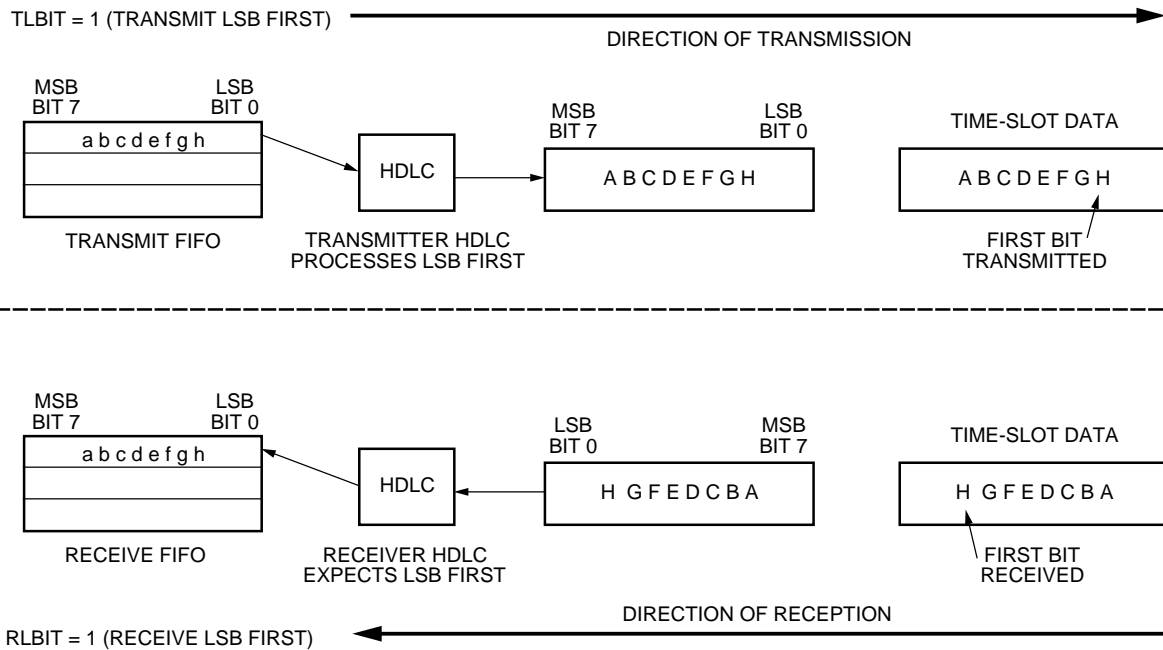 TLBIT = 1 (TRANSMIT LSB FIRST)
DIRECTION OF TRANSMISSION
MSB
BIT 7
LSB
BIT 0
a b c d e f g h
TRANSMIT FIFO
HDLC
TRANSMITTER HDLC
PROCESSES LSB FIRST
MSB
BIT 7
LSB
BIT 0
A B C D E F G H
TIME-SLOT DATA
A B C D E F G H
FIRST BIT
TRANSMITTED
MSB
BIT 7
LSB
BIT 0
a b c d e f g h
RECEIVE FIFO
HDLC
RECEIVER HDLC
EXPECTS LSB FIRST
LSB
BIT 0
MSB
BIT 7
H G F E D C B A
TIME-SLOT DATA
H G F E D C B A
FIRST BIT
RECEIVED
DIRECTION OF RECEPTION
RLBIT = 1 (RECEIVE LSB FIRST)